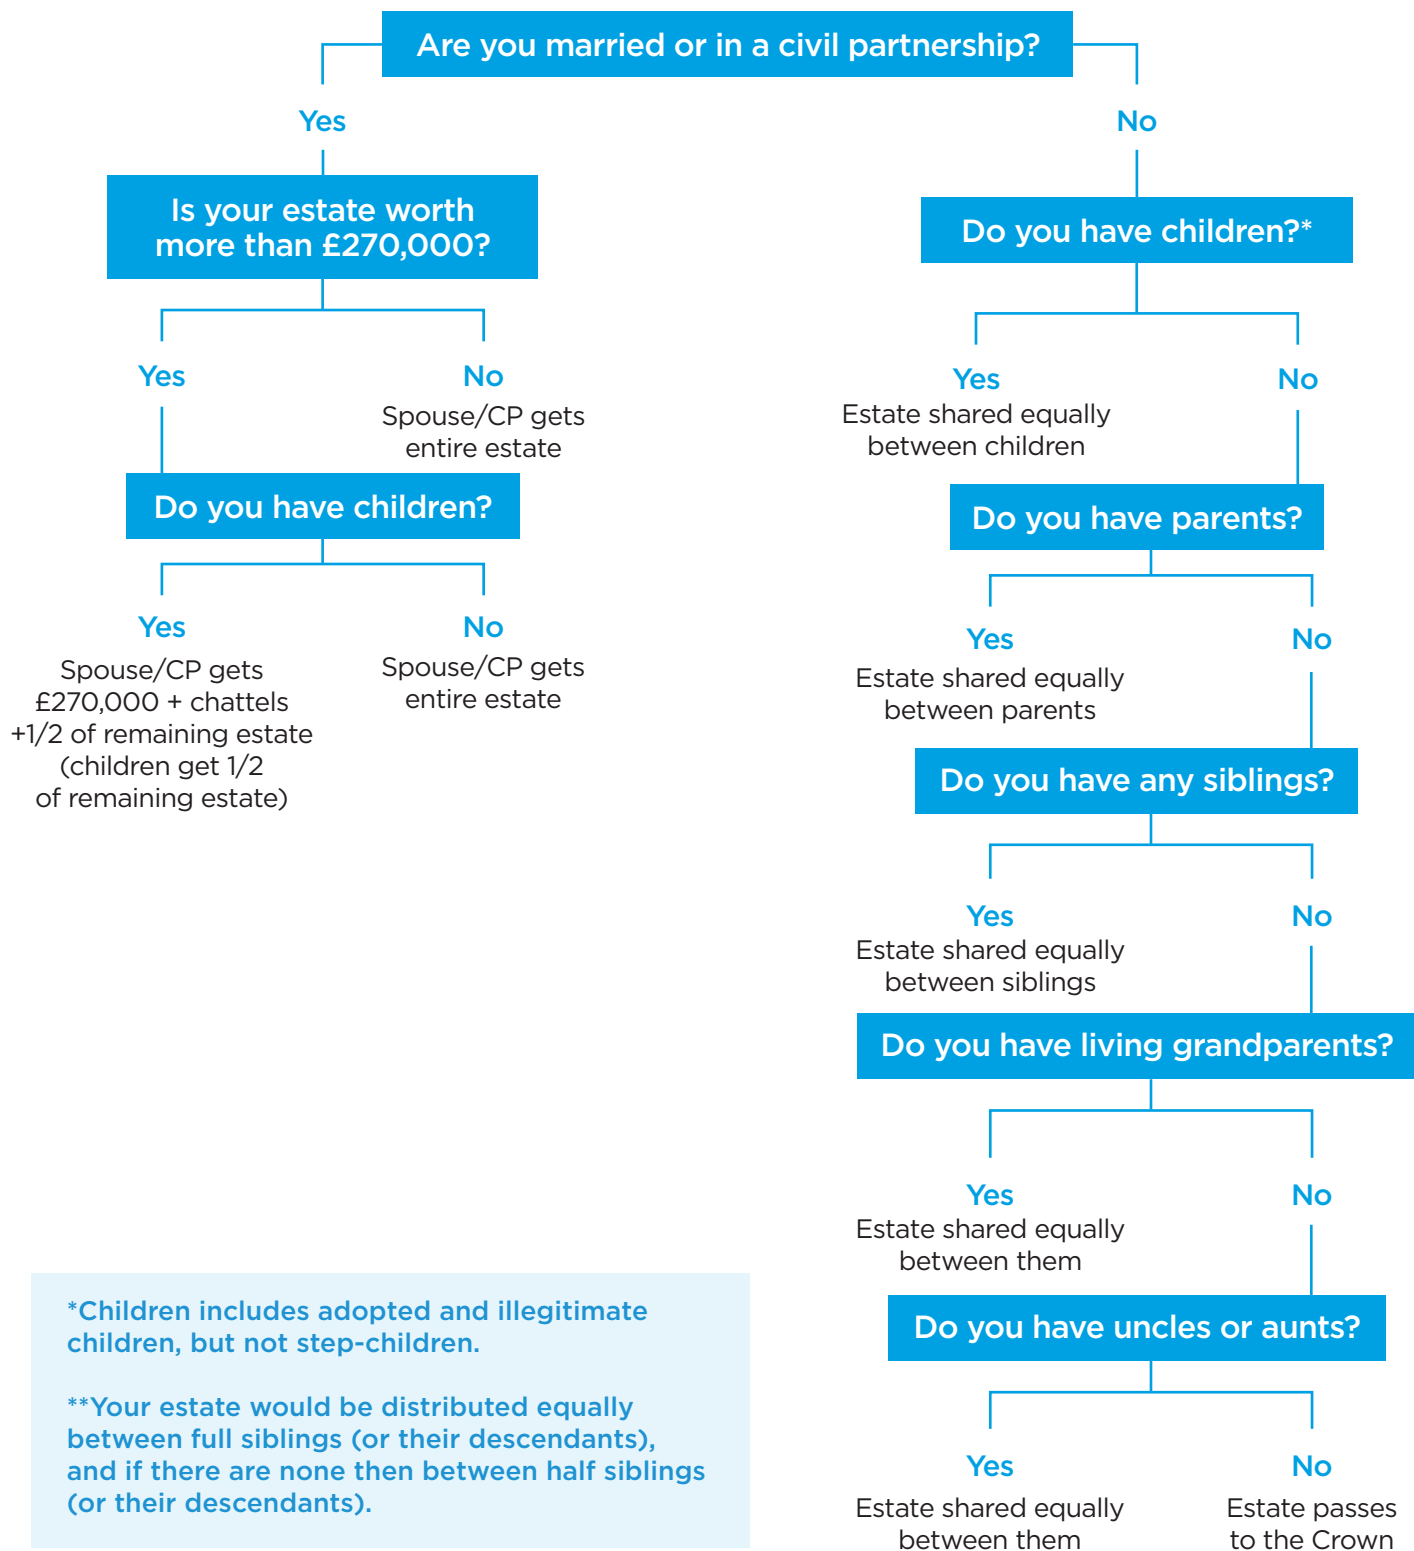 Are you married or in a civil partnership?
Yes
No
Is your estate worth
more than £270,000?
Do you have children?*
Yes
No
Spouse/CP gets
entire estate
Yes
Estate shared equally
between children
No
Do you have children?
Do you have parents?
Yes
Spouse/CP gets
£270,000 + chattels
+1/2 of remaining estate
(children get 1/2
of remaining estate)
No
Spouse/CP gets
entire estate
Yes
Estate shared equally
between parents
No
Do you have any siblings?
Yes
Estate shared equally
between siblings
No
Do you have living grandparents?
Yes
Estate shared equally
between them
No
Do you have uncles or aunts?
Yes
Estate shared equally
between them
No
Estate passes
to the Crown
*Children includes adopted and illegitimate
children, but not step-children.
**Your estate would be distributed equally
between full siblings (or their descendants),
and if there are none then between half siblings
(or their descendants).